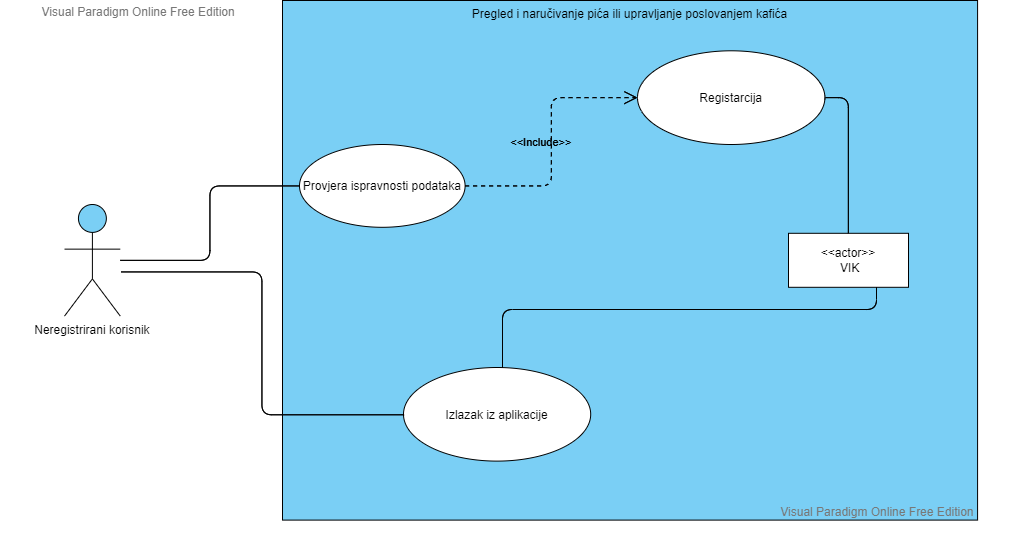 Visual Paradigm Online Free Edition
Pregled i naručivanje pića ili upravljanje poslovanjem kafića
Registarcija
<<Include>>
Provjera ispravnosti podataka
<<actor>>
VIK
Neregistrirani korisnik
Izlazak iz aplikacije
Visual Paradigm Online Free Edition